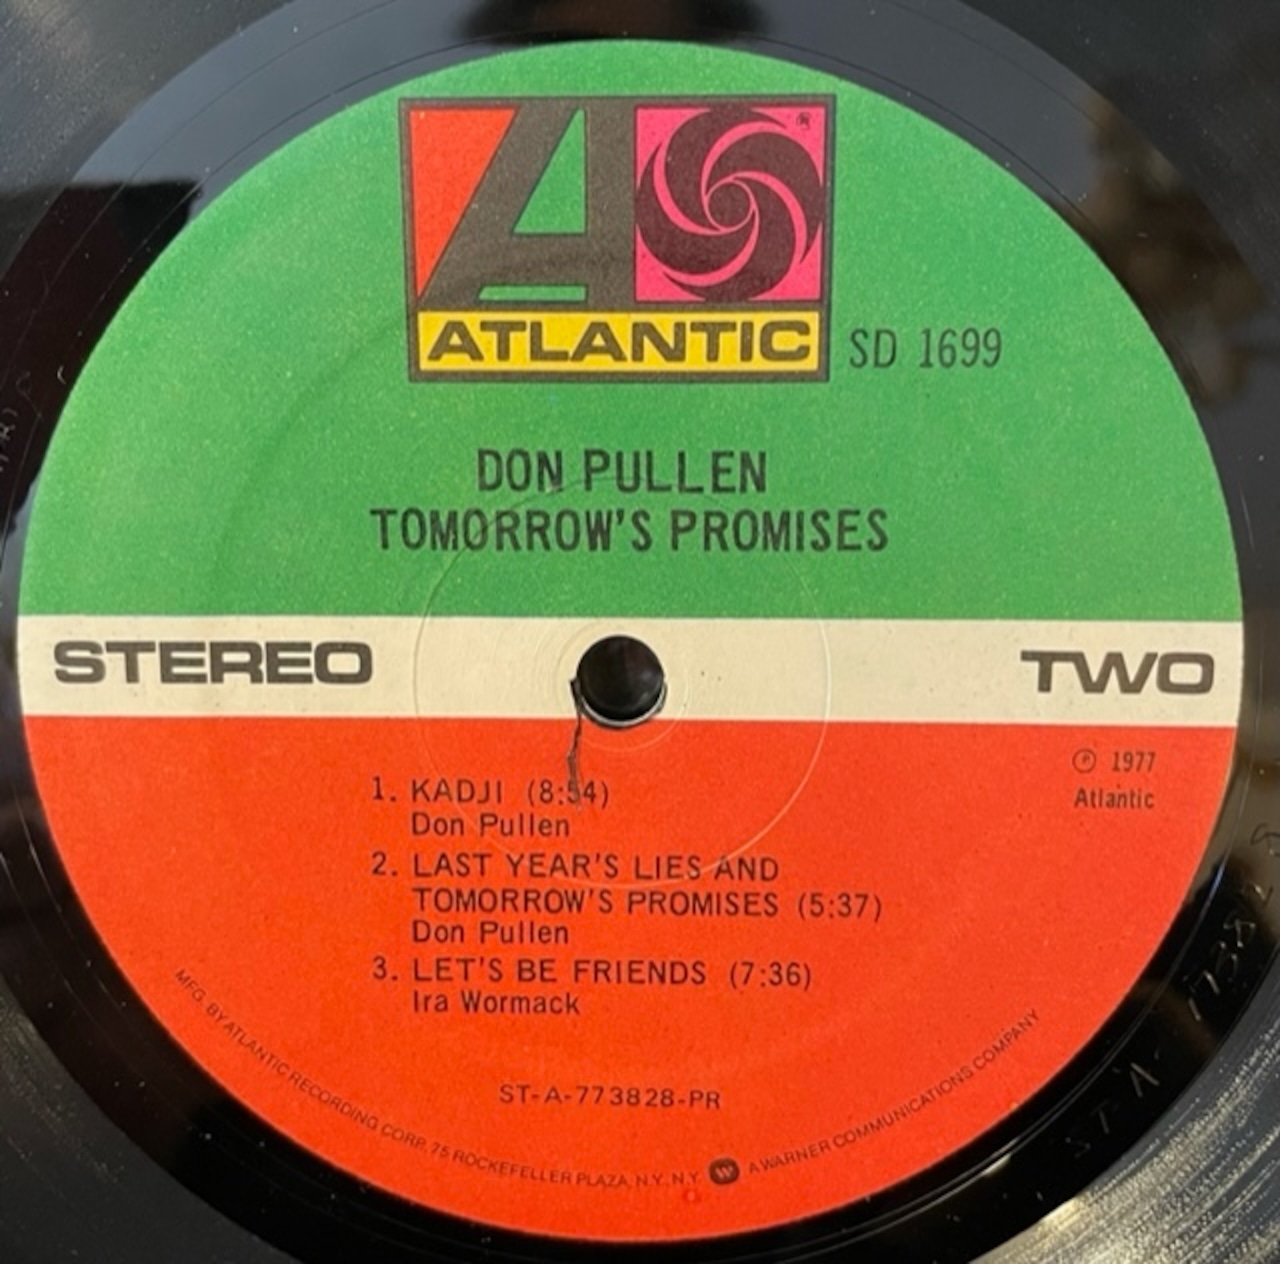 ATLANTIC
®
SD 1699
DON PULLEN
TOMORROW'S PROMISES
STEREO
TWO
℗ 1977
Atlantic
1. KADJI (8:54)
Don Pullen
2. LAST YEAR'S LIES AND
TOMORROW'S PROMISES (5:37)
Don Pullen
3. LET'S BE FRIENDS (7:36)
Ira Wormack
ST-A-773828-PR
MFG. BY ATLANTIC RECORDING CORP. 75 ROCKEFELLER PLAZA, N.Y. N.Y. W A WARNER COMMUNICATIONS COMPANY